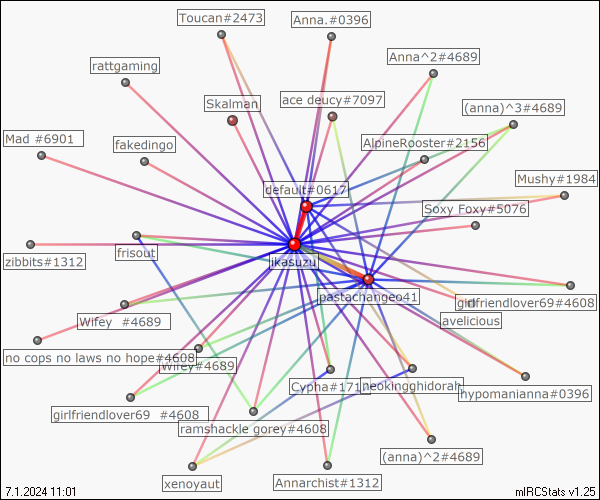 Toucan#2473
Anna.#0396
Anna^2#4689
rattgaming
Skalman
ace deucy#7097
(anna)^3#4689
Mad #6901
fakedingo
AlpineRooster#2156
Mushy#1984
default#0617
Soxy Foxy#5076
zibbits#1312
frisout
jikasuzu
pastachangeo41
girlfriendlover69#4608
Wifey #4689
avelicious
no cops no laws no hope#4608
Wifey#4689
Cypha#171
neokingghidorah
hypomanianna#0396
girlfriendlover69 #4608
ramshackle gorey#4608
(anna)^2#4689
xenoyaut
Annarchist#1312
7.1.2024 11:01
mIRCStats v1.25